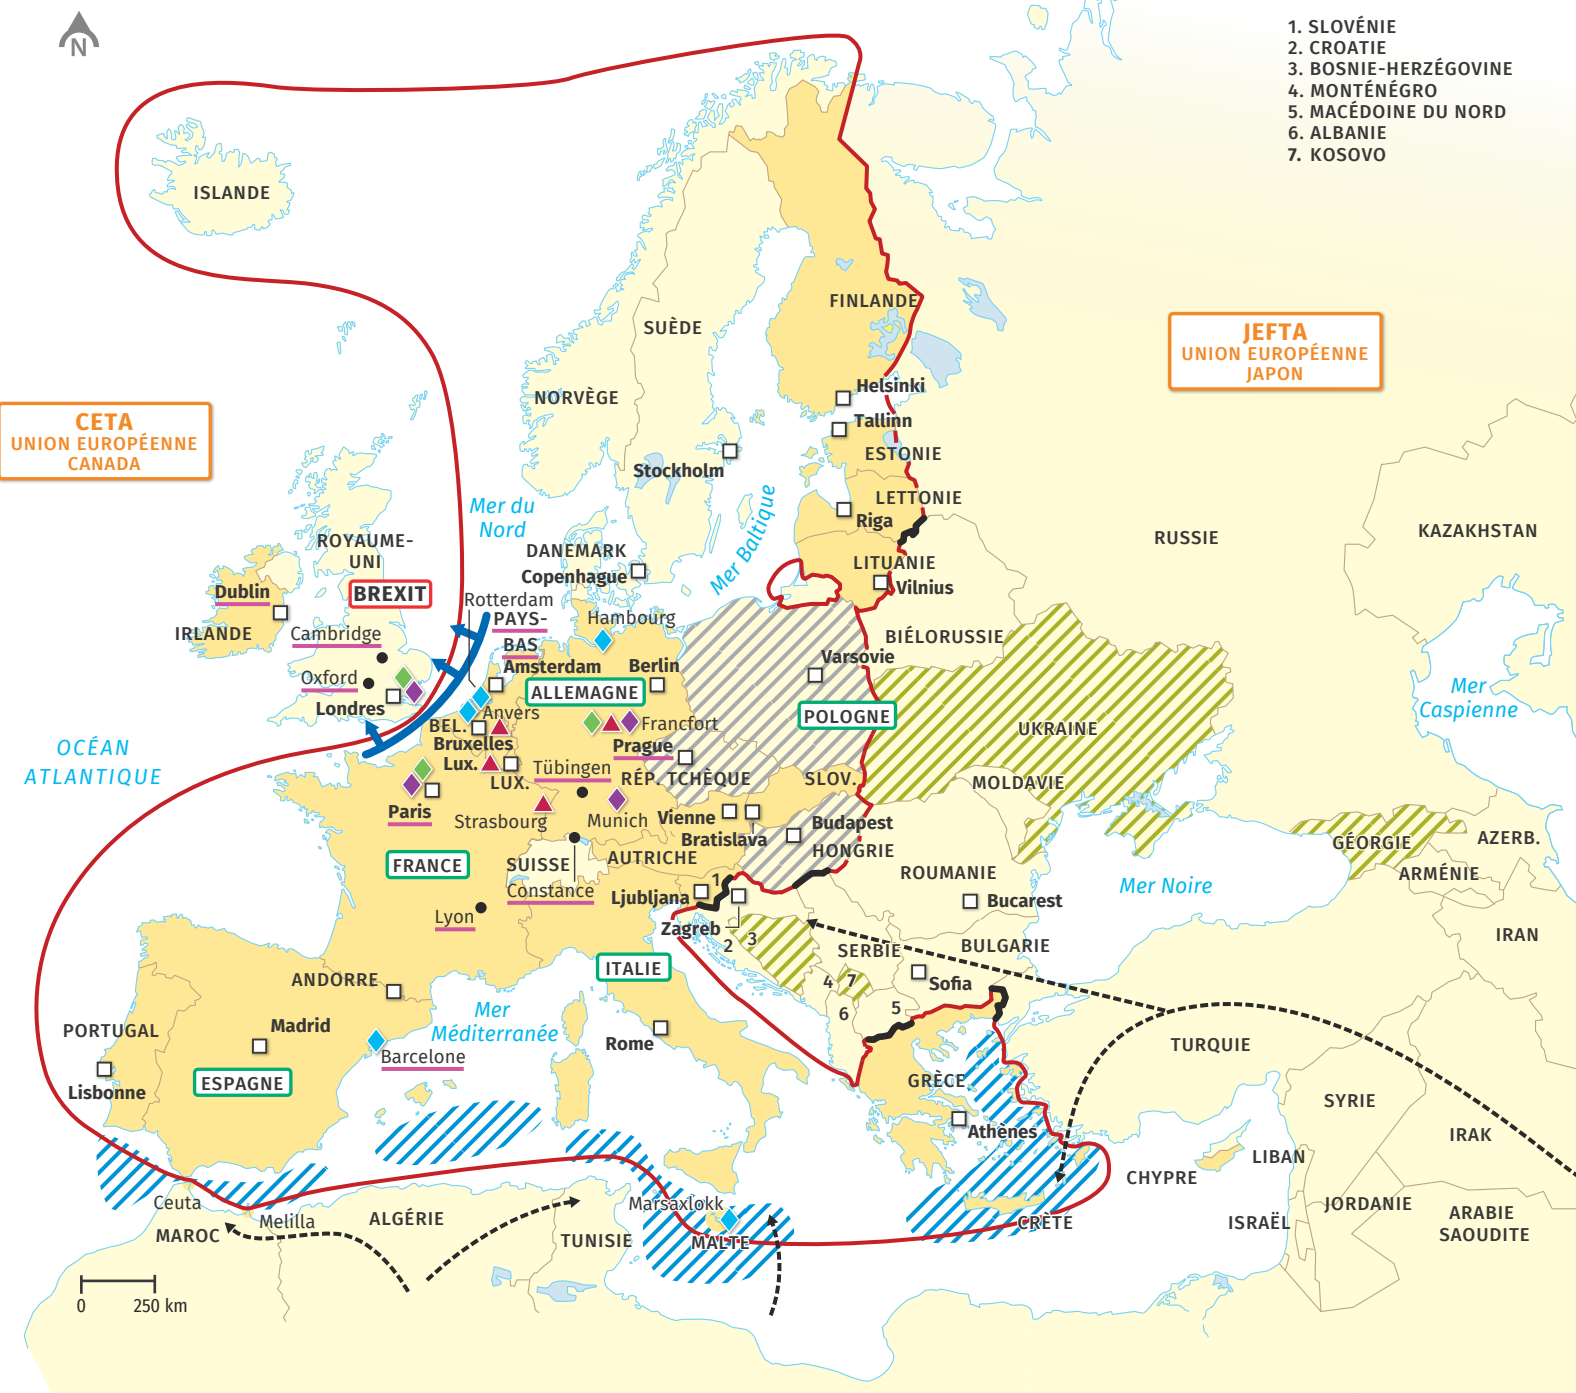 N
1. SLOVÉNIE
2. CROATIE
3. BOSNIE-HERZÉGOVINE
4. MONTÉNÉGRO
5. MACÉDOINE DU NORD
6. ALBANIE
7. KOSOVO
ISLANDE
FINLANDE
SUÈDE
JEFTA
UNION EUROPÉENNE
JAPON
Helsinki
NORVÈGE
Tallinn
CETA
UNION EUROPÉENNE
CANADA
ESTONIE
Stockholm
LETTONIE
Mer du
Nord
Riga
Mer Baltique
RUSSIE
KAZAKHSTAN
ROYAUME-
UNI
DANEMARK
LITUANIE
Copenhague
Vilnius
Dublin
BREXIT
Rotterdam
PAYS-
BAS
Hambourg
IRLANDE
Cambridge
BIÉLORUSSIE
Varsovie
Amsterdam
Berlin
Oxford
ALLEMAGNE
Mer
Caspienne
Londres
Anvers
POLOGNE
BEL.
Francfort
UKRAINE
Bruxelles
Prague
OCÉAN
ATLANTIQUE
Lux.
Tübingen
LUX.
RÉP. TCHÈQUE
SLOV.
MOLDAVIE
Paris
Strasbourg
Munich
Vienne
Budapest
Bratislava
AZERB.
GÉORGIE
HONGRIE
FRANCE
SUISSE
AUTRICHE
ROUMANIE
ARMÉNIE
Constance
1
Ljubljana
Mer Noire
Bucarest
Lyon
Zagreb
2
3
SERBIE
BULGARIE
IRAN
ITALIE
ANDORRE
4
7
Sofia
Mer
Méditerranée
5
6
PORTUGAL
Madrid
Rome
TURQUIE
Barcelone
ESPAGNE
GRÈCE
Lisbonne
SYRIE
Athènes
IRAK
LIBAN
CHYPRE
Ceuta
Marsaxlokk
JORDANIE
Melilla
ALGÉRIE
CRÈTE
ISRAËL
ARABIE
SAOUDITE
MAROC
TUNISIE
MALTE
0
250 km